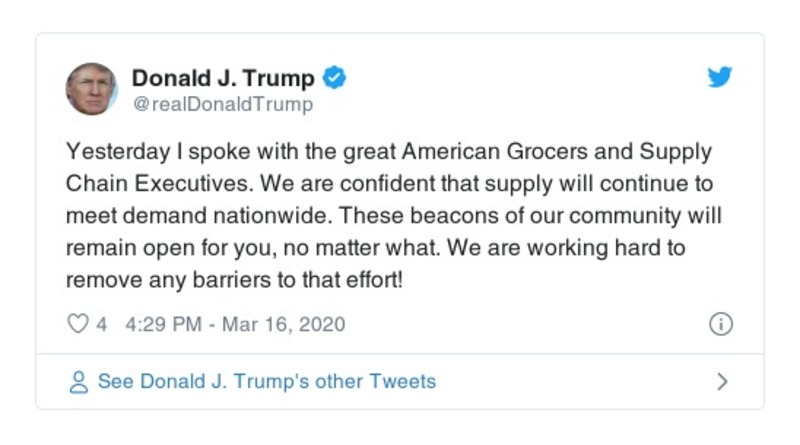 Donald J. Trump
@realDonaldTrump
Yesterday I spoke with the great American Grocers and Supply
Chain Executives. We are confident that supply will continue to
meet demand nationwide. These beacons of our community will
remain open for you, no matter what. We are working hard to
remove any barriers to that effort!
4 4:29 PM - Mar 16, 2020
See Donald J. Trump's other Tweets